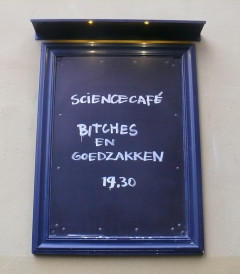 SCIENCECAFÉ
BITCHES
EN
GOEDZAKKEN
19.30